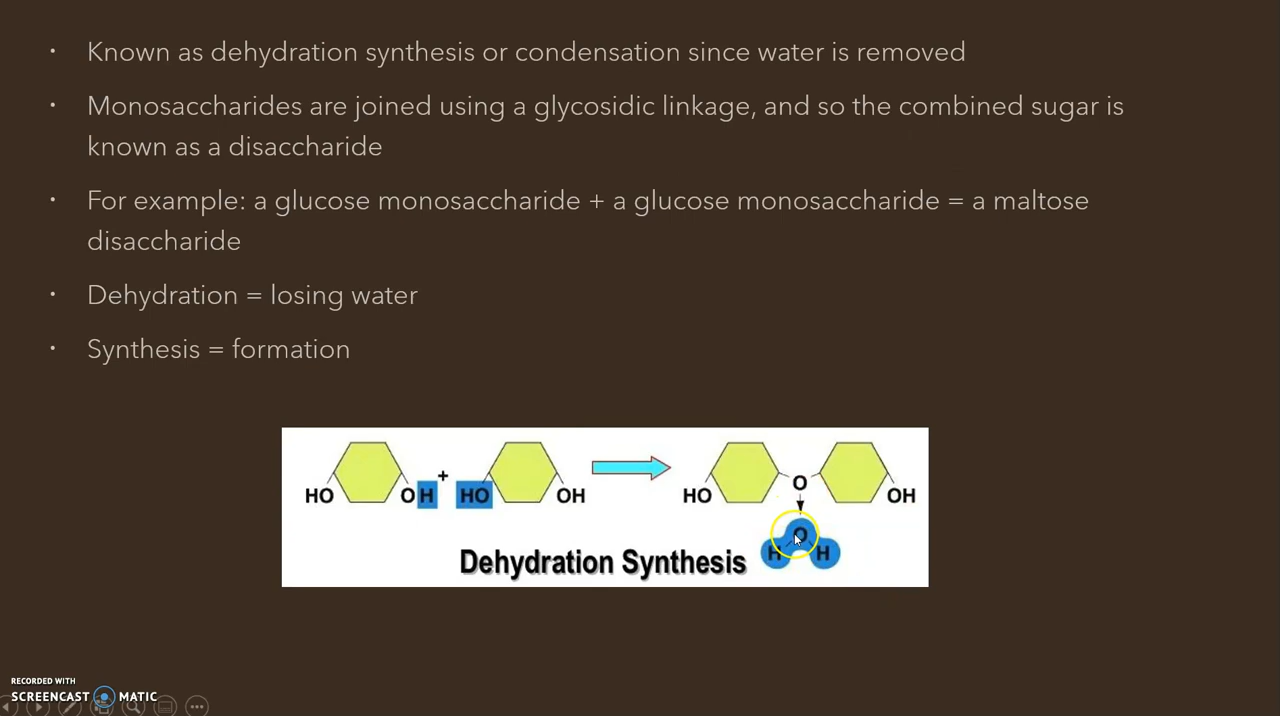 • Known as dehydration synthesis or condensation since water is removed
• Monosaccharides are joined using a glycosidic linkage, and so the combined sugar is
known as a disaccharide
• For example: a glucose monosaccharide + a glucose monosaccharide = a maltose
disaccharide
• Dehydration = losing water
• Synthesis = formation
HO OH + HO OH HO O OH
O
H H
Dehydration Synthesis
RECORDED WITH
SCREENCAST MATIC